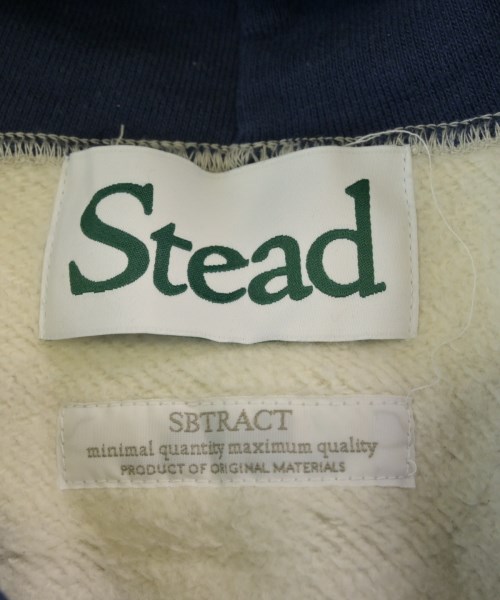 Stead
SBTRACT
minimal quantity maximum quality
PRODUCT OF ORIGINAL MATERIALS